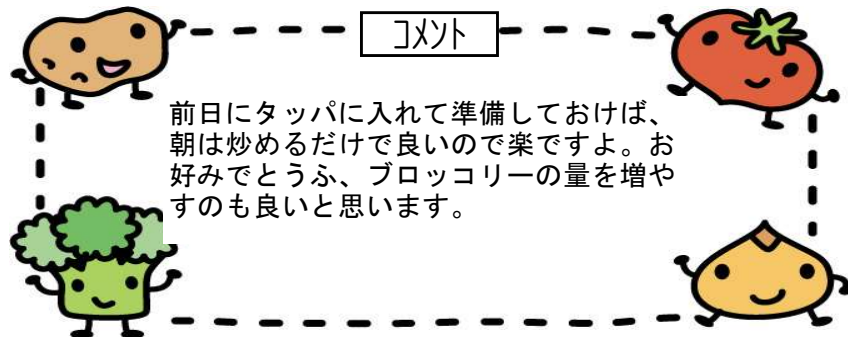 コメント
前日にタッパに入れて準備しておけば、
朝は炒めるだけで良いので楽ですよ。お
好みでとうふ、ブロッコリーの量を増や
すのも良いと思います。